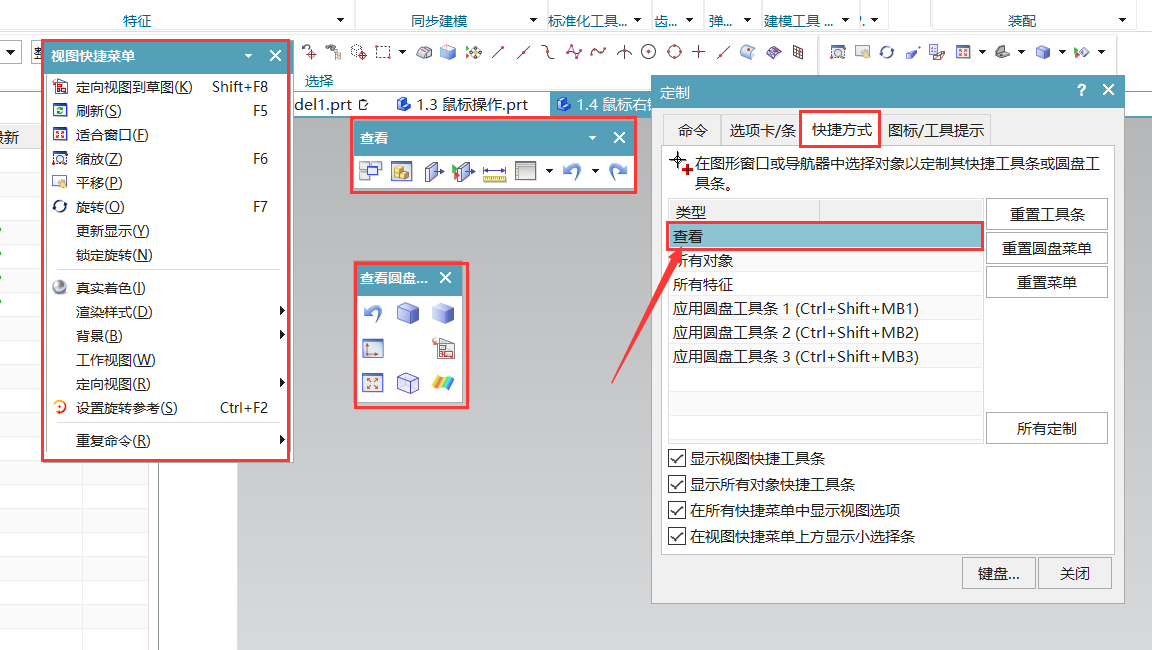 特征
同步建模
标准化工具...
齿...
弹...
建模工具 ...
装配
选择
del1.prt
1.3 鼠标操作.prt
1.4 鼠标右
最新
视图快捷菜单
定向视图到草图(K) Shift+F8
刷新(S) F5
适合窗口(F)
缩放(Z) F6
平移(P)
旋转(O) F7
更新显示(Y)
锁定旋转(N)
真实着色(I)
渲染样式(D)
背景(B)
工作视图(W)
定向视图(R)
设置旋转参考(S) Ctrl+F2
重复命令(R)
查看
查看圆盘...
定制
?
命令
选项卡/条
快捷方式
图标/工具提示
在图形窗口或导航器中选择对象以定制其快捷工具条或圆盘工
具条。
类型
查看
所有对象
所有特征
应用圆盘工具条 1 (Ctrl+Shift+MB1)
应用圆盘工具条 2 (Ctrl+Shift+MB2)
应用圆盘工具条 3 (Ctrl+Shift+MB3)
重置工具条
重置圆盘菜单
重置菜单
所有定制
显示视图快捷工具条
显示所有对象快捷工具条
在所有快捷菜单中显示视图选项
在视图快捷菜单上方显示小选择条
键盘...
关闭